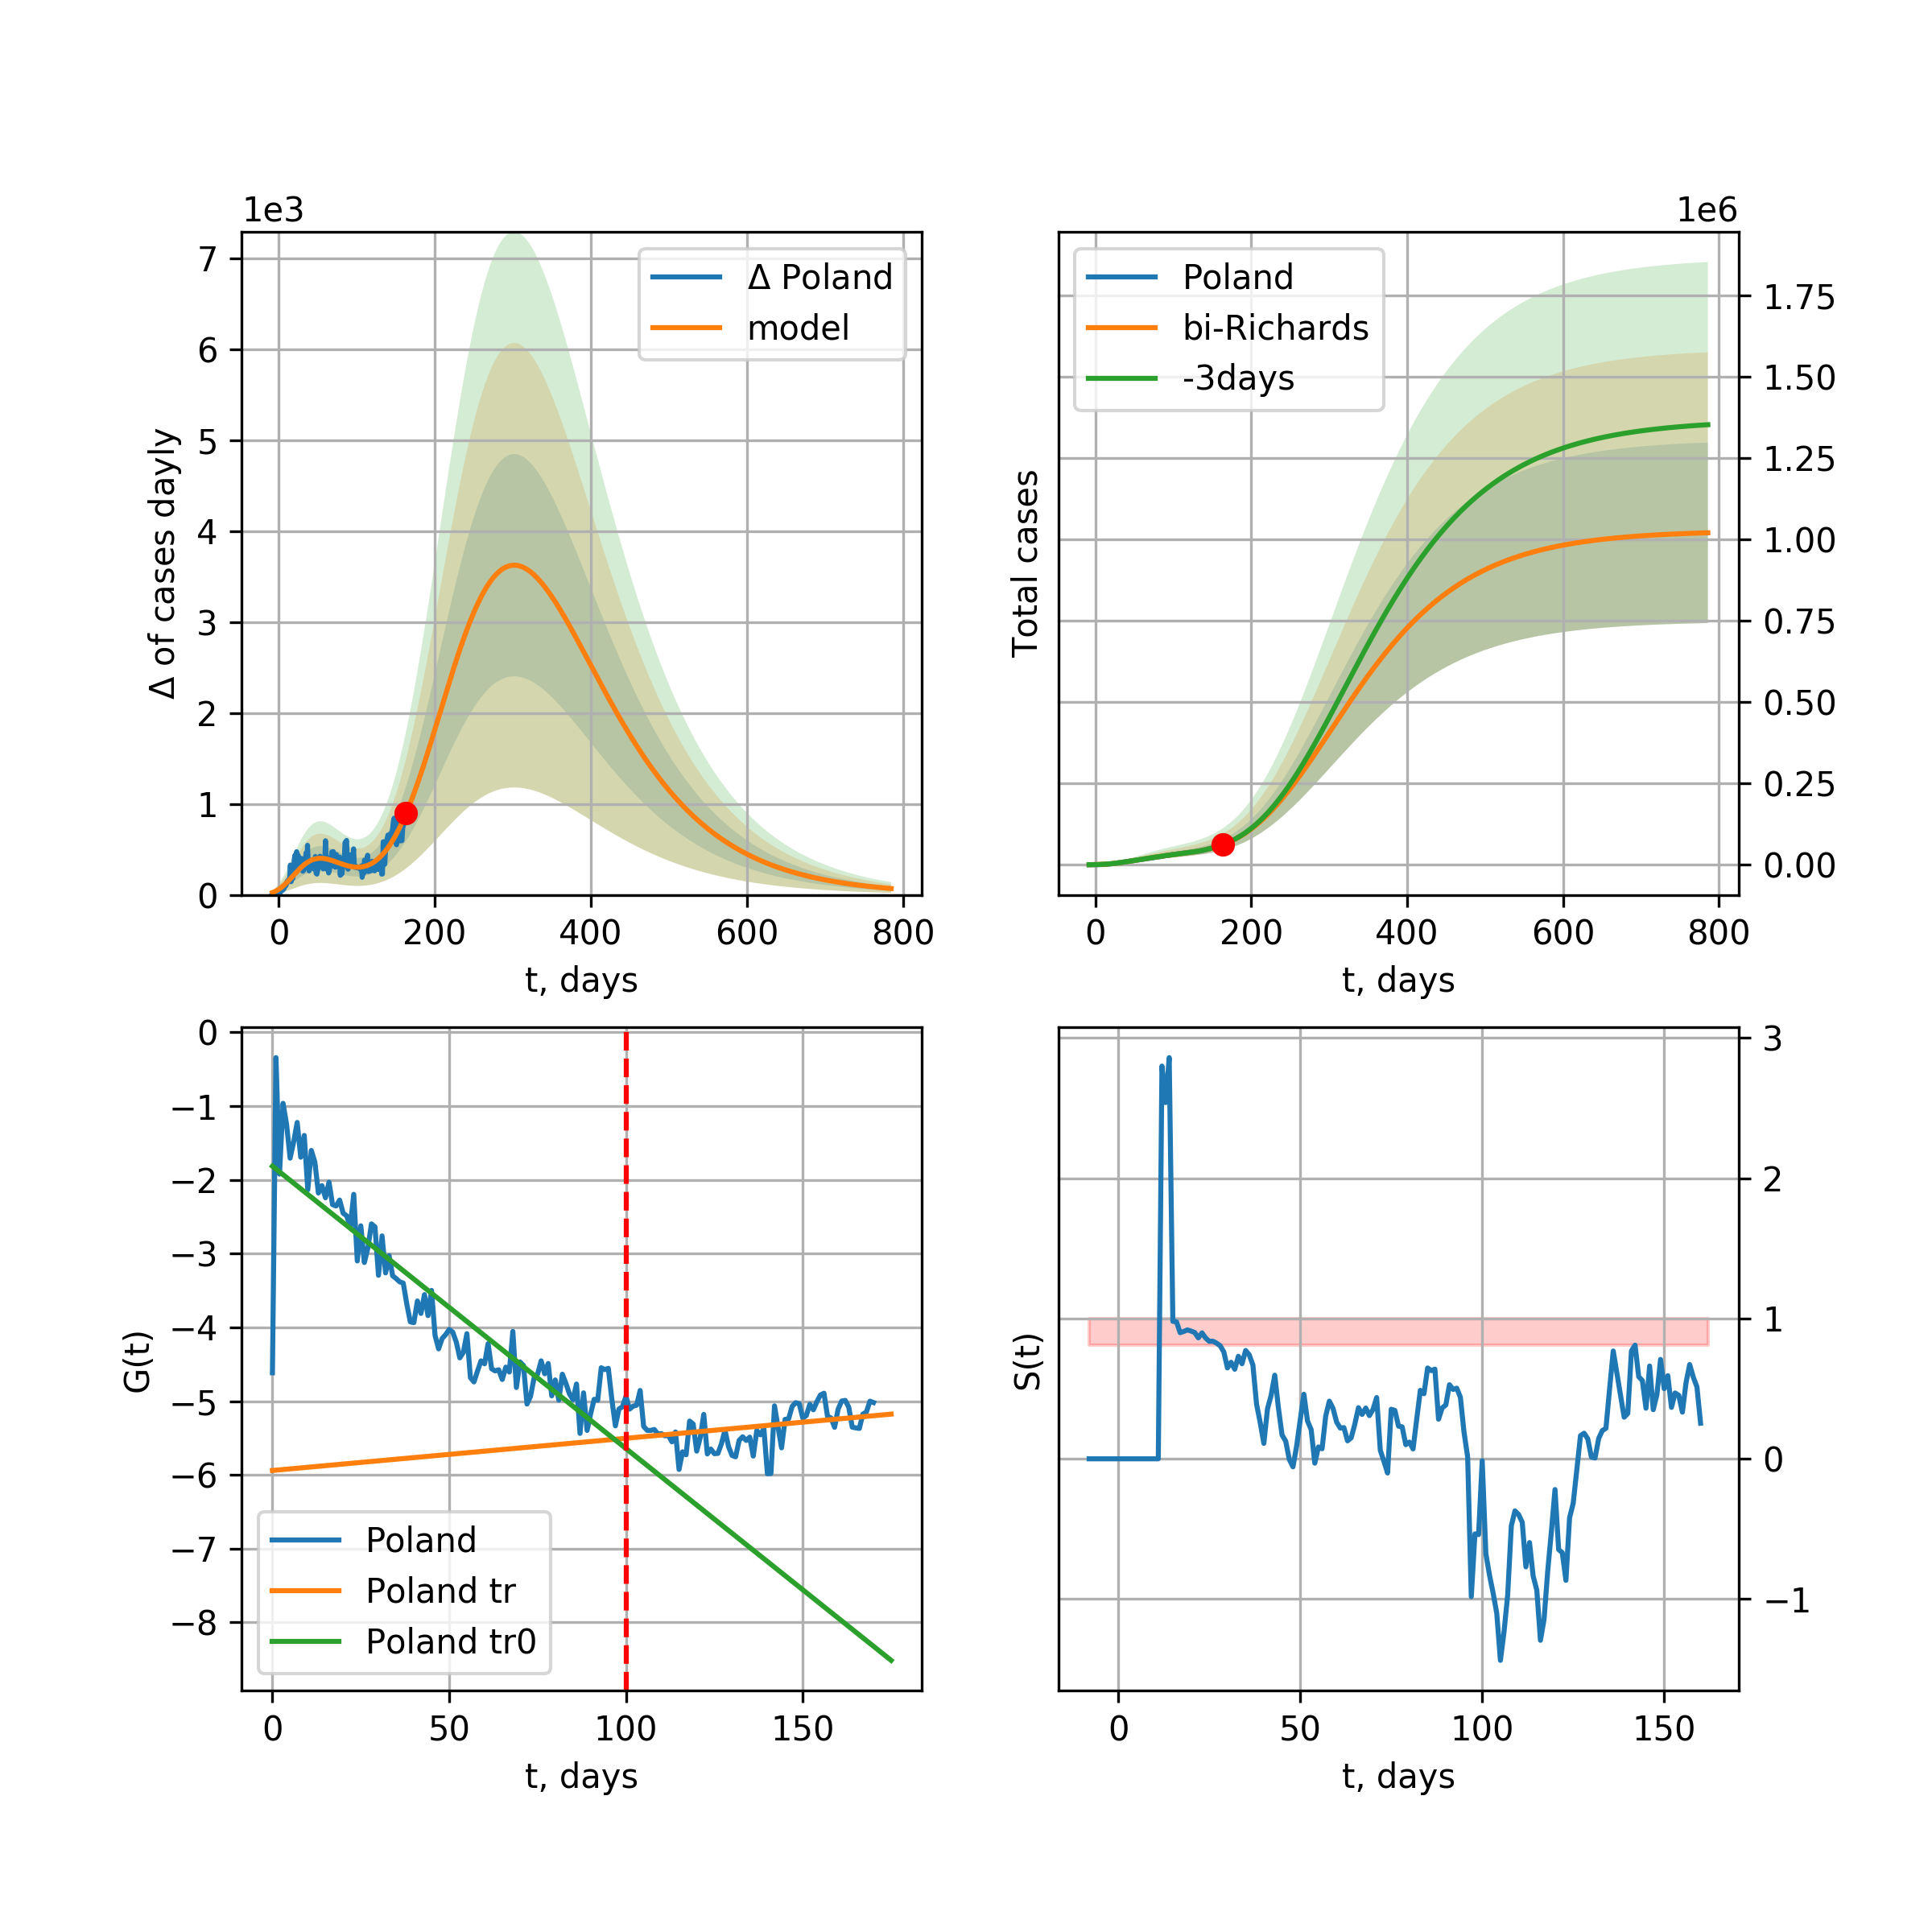 1e3
7
6
5
4
3
2
1
0
Δ of cases dayly
Δ Poland
model
0 200 400 600 800
t, days
1e6
Poland
bi-Richards
-3days
Total cases
1.75
1.50
1.25
1.00
0.75
0.50
0.25
0.00
0 200 400 600 800
t, days
0
−1
−2
−3
−4
−5
−6
−7
−8
G(t)
Poland
Poland tr
Poland tr0
0 50 100 150
t, days
S(t)
3
2
1
0
−1
0 50 100 150
t, days